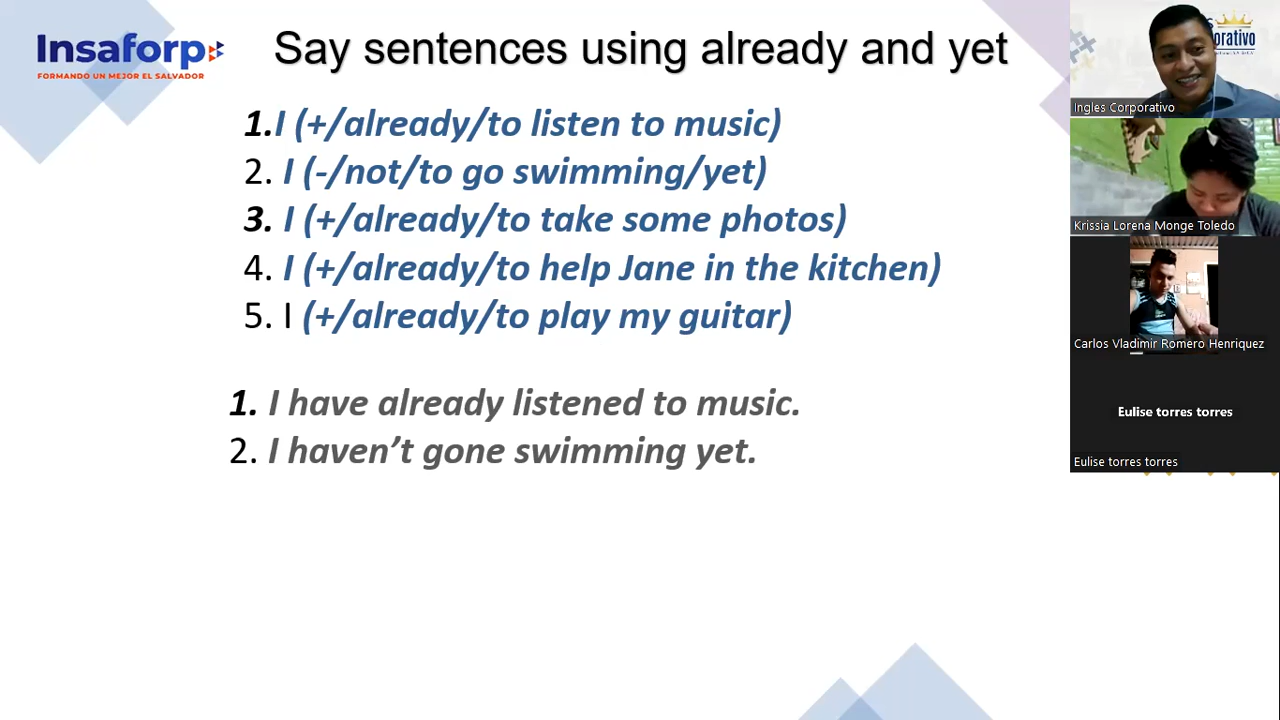 Insaforp
FORMANDO UN MEJOR EL SALVADOR
Say sentences using already and yet
1.I (+/already/to listen to music)
2. I (-/not/to go swimming/yet)
3. I (+/already/to take some photos)
4. I (+/already/to help Jane in the kitchen)
5. I (+/already/to play my guitar)
1. I have already listened to music.
2. I haven’t gone swimming yet.
orporativo
Ingles Corporativo
Krissia Lorena Monge Toledo
Carlos Vladimir Romero Henriquez
Eulise torres torres
Eulise torres torres